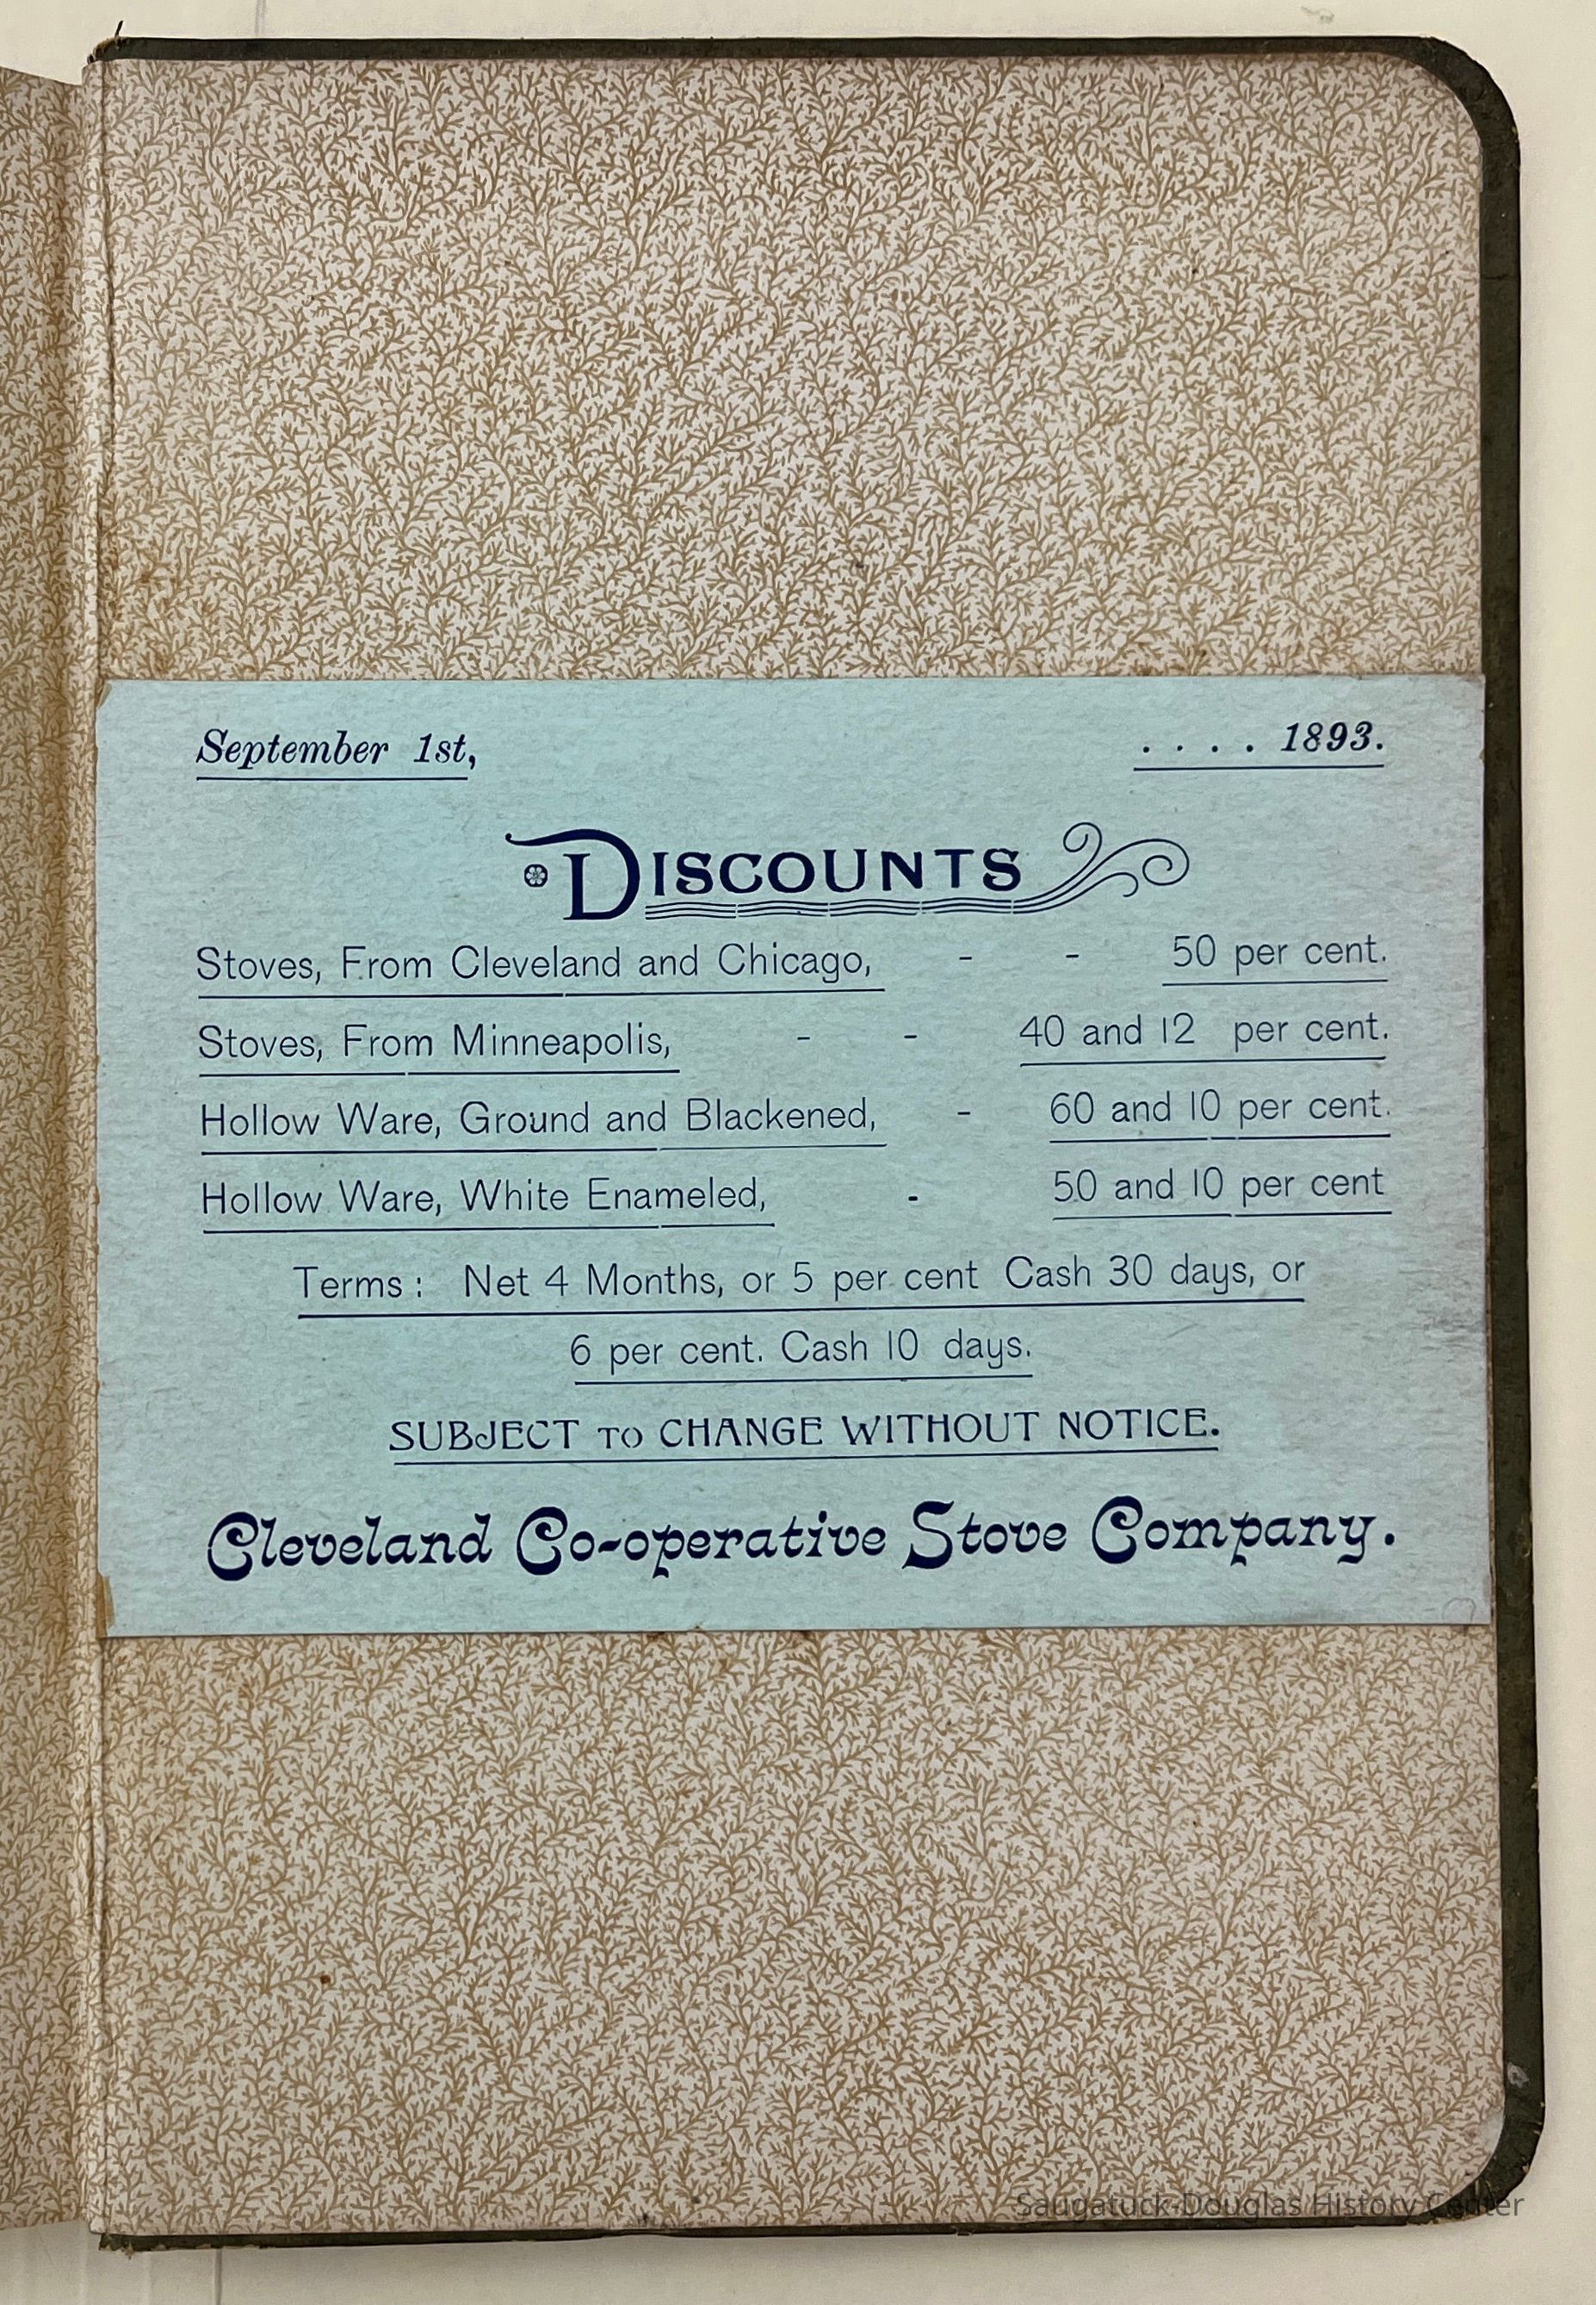 September 1st, . . . . 1893.
DISCOUNTS
Stoves, From Cleveland and Chicago, - - 50 per cent.
Stoves, From Minneapolis, - - 40 and 12 per cent.
Hollow Ware, Ground and Blackened, - 60 and 10 per cent.
Hollow Ware, White Enameled, - 50 and 10 per cent
Terms: Net 4 Months, or 5 per cent Cash 30 days, or
6 per cent. Cash 10 days.
SUBJECT TO CHANGE WITHOUT NOTICE.
Cleveland Co-operative Stove Company.
Saugatuck-Douglas History Center